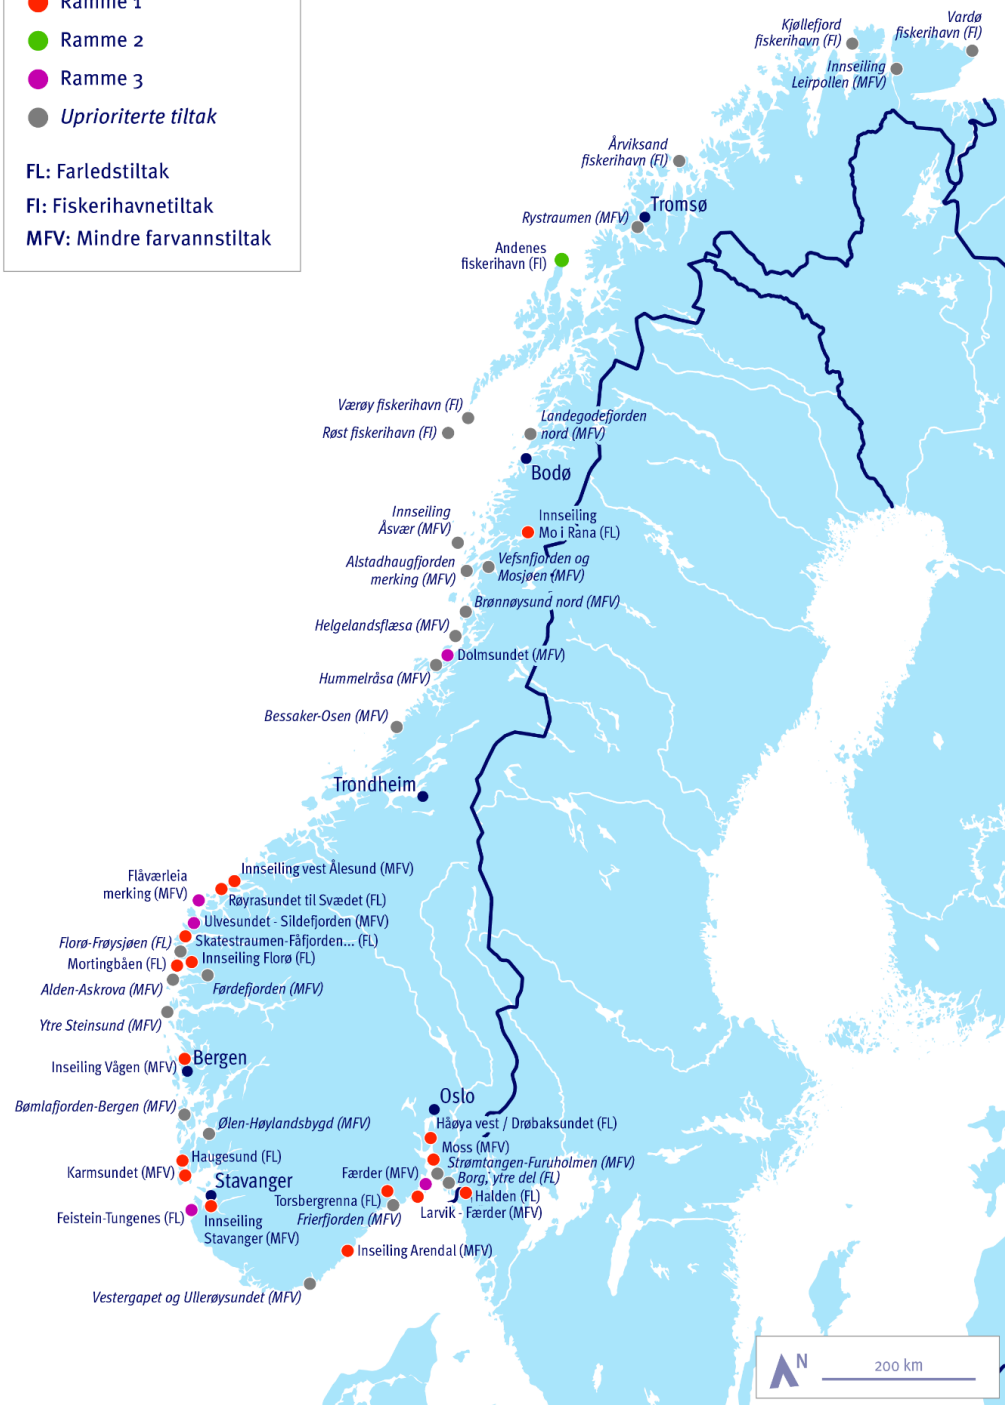 Ramme 1
Ramme 2
Ramme 3
Uprioriterte tiltak
FL: Farledstiltak
FI: Fiskerihavnetiltak
MFV: Mindre farvannstiltak
Kjøllefjord
fiskerihavn (FI)
Vardø
fiskerihavn (FI)
Innseiling
Leirpollen (MFV)
Årviksand
fiskerihavn (FI)
Tromsø
Rystraumen (MFV)
Andenes
fiskerihavn (FI)
Værøy fiskerihavn (FI)
Røst fiskerihavn (FI)
Landegodefjorden
nord (MFV)
Bodø
Innseiling
Åsvær (MFV)
Innseiling
Mo i Rana (FL)
Alstadhaugfjorden
merking (MFV)
Vefsnfjorden og
Mosjøen (MFV)
Brønnøysund nord (MFV)
Helgelandsflæsa (MFV)
Dolmsundet (MFV)
Hummelråsa (MFV)
Bessaker-Osen (MFV)
Trondheim
Innseiling vest Ålesund (MFV)
Flåværleia
merking (MFV)
Røyrasundet til Svædet (FL)
Ulvesundet - Sildefjorden (MFV)
Skatestraumen-Fåfjorden... (FL)
Florø-Frøysjøen (FL)
Innseiling Florø (FL)
Mortingbåen (FL)
Alden-Askrova (MFV)
Førdefjorden (MFV)
Ytre Steinsund (MFV)
Bergen
Inseiling Vågen (MFV)
Bømlafjorden-Bergen (MFV)
Ølen-Høylandsbygd (MFV)
Haugesund (FL)
Karmsundet (MFV)
Stavanger
Feistein-Tungenes (FL)
Innseiling
Stavanger (MFV)
Oslo
Håøya vest / Drøbaksundet (FL)
Moss (MFV)
Strømtangen-Furuholmen (MFV)
Færder (MFV)
Borg, ytre del (FL)
Torsbergrenna (FL)
Halden (FL)
Frierfjorden (MFV)
Larvik - Færder (MFV)
Inseiling Arendal (MFV)
Vestergapet og Ullerøysundet (MFV)
N
200 km